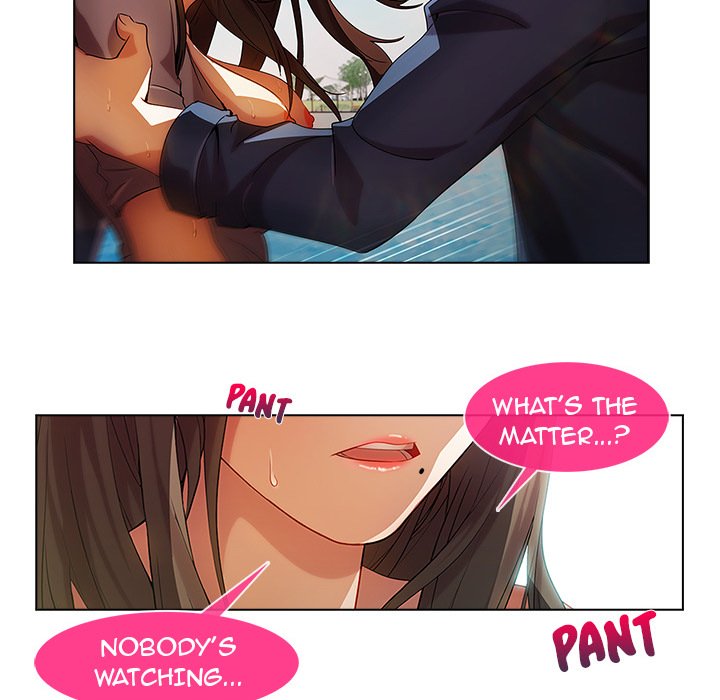 PANT
WHAT'S THE
MATTER...?
NOBODY'S
WATCHING...
PANT